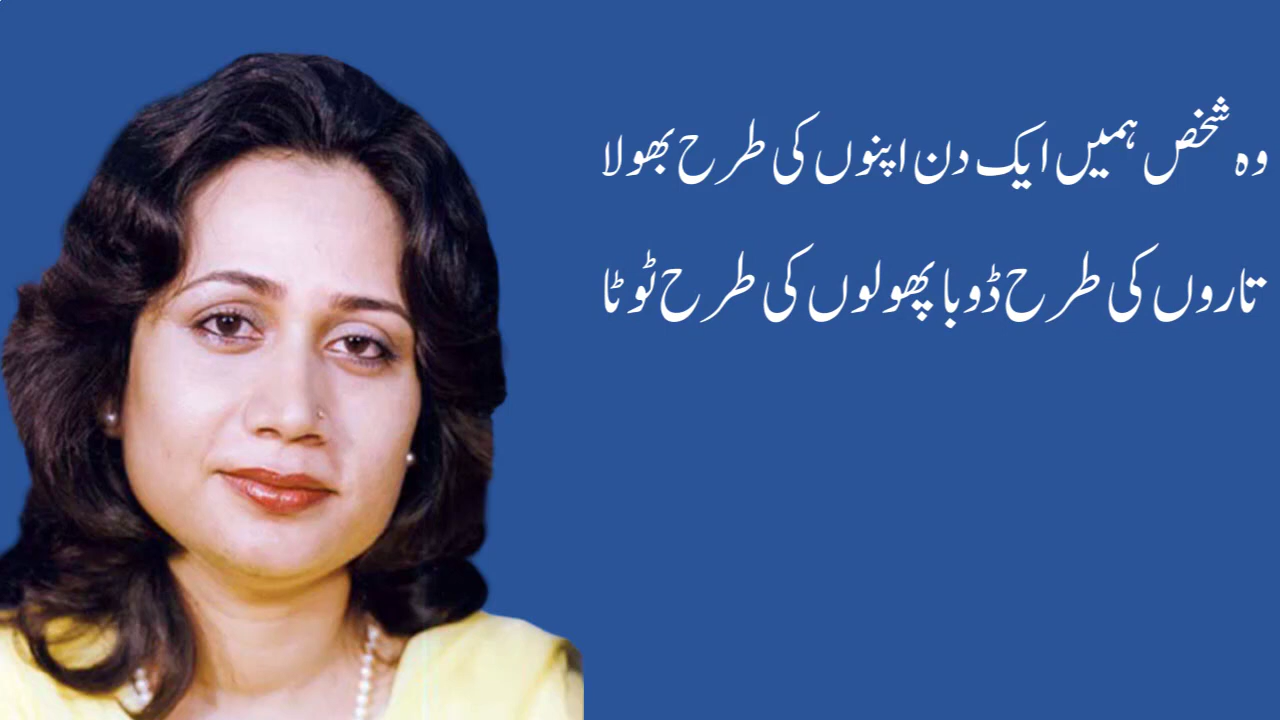 وہ شخص ہمیں ایک دن اپنوں کی طرح بھولا
تاروں کی طرح ڈوبا پھولوں کی طرح ٹوٹا